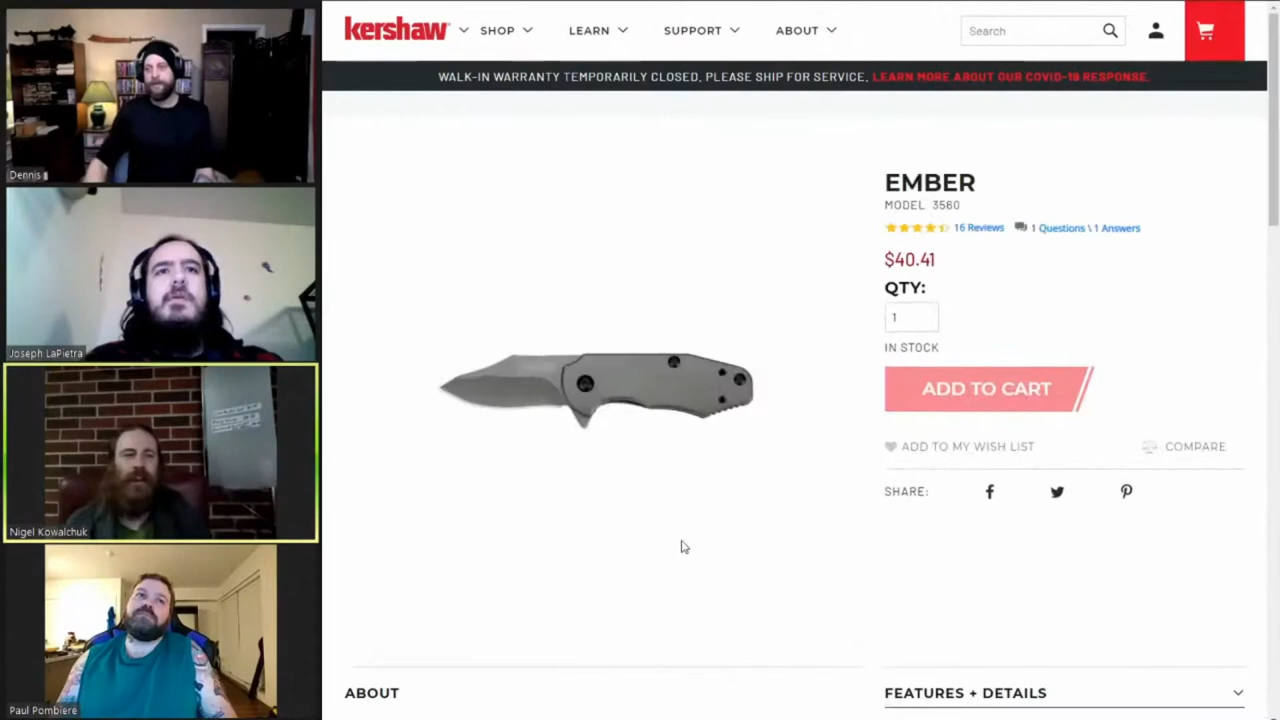 Dennis
Joseph LaPietra
Nigel Kowalchuk
Paul Pombiere
kershaw
SHOP
LEARN
SUPPORT
ABOUT
Search
WALK-IN WARRANTY TEMPORARILY CLOSED, PLEASE SHIP FOR SERVICE. LEARN MORE ABOUT OUR COVID-19 RESPONSE.
EMBER
MODEL 3560
16 Reviews 1 Questions \ 1 Answers
$40.41
QTY:
1
IN STOCK
ADD TO CART
ADD TO MY WISH LIST
COMPARE
SHARE:
ABOUT
FEATURES + DETAILS